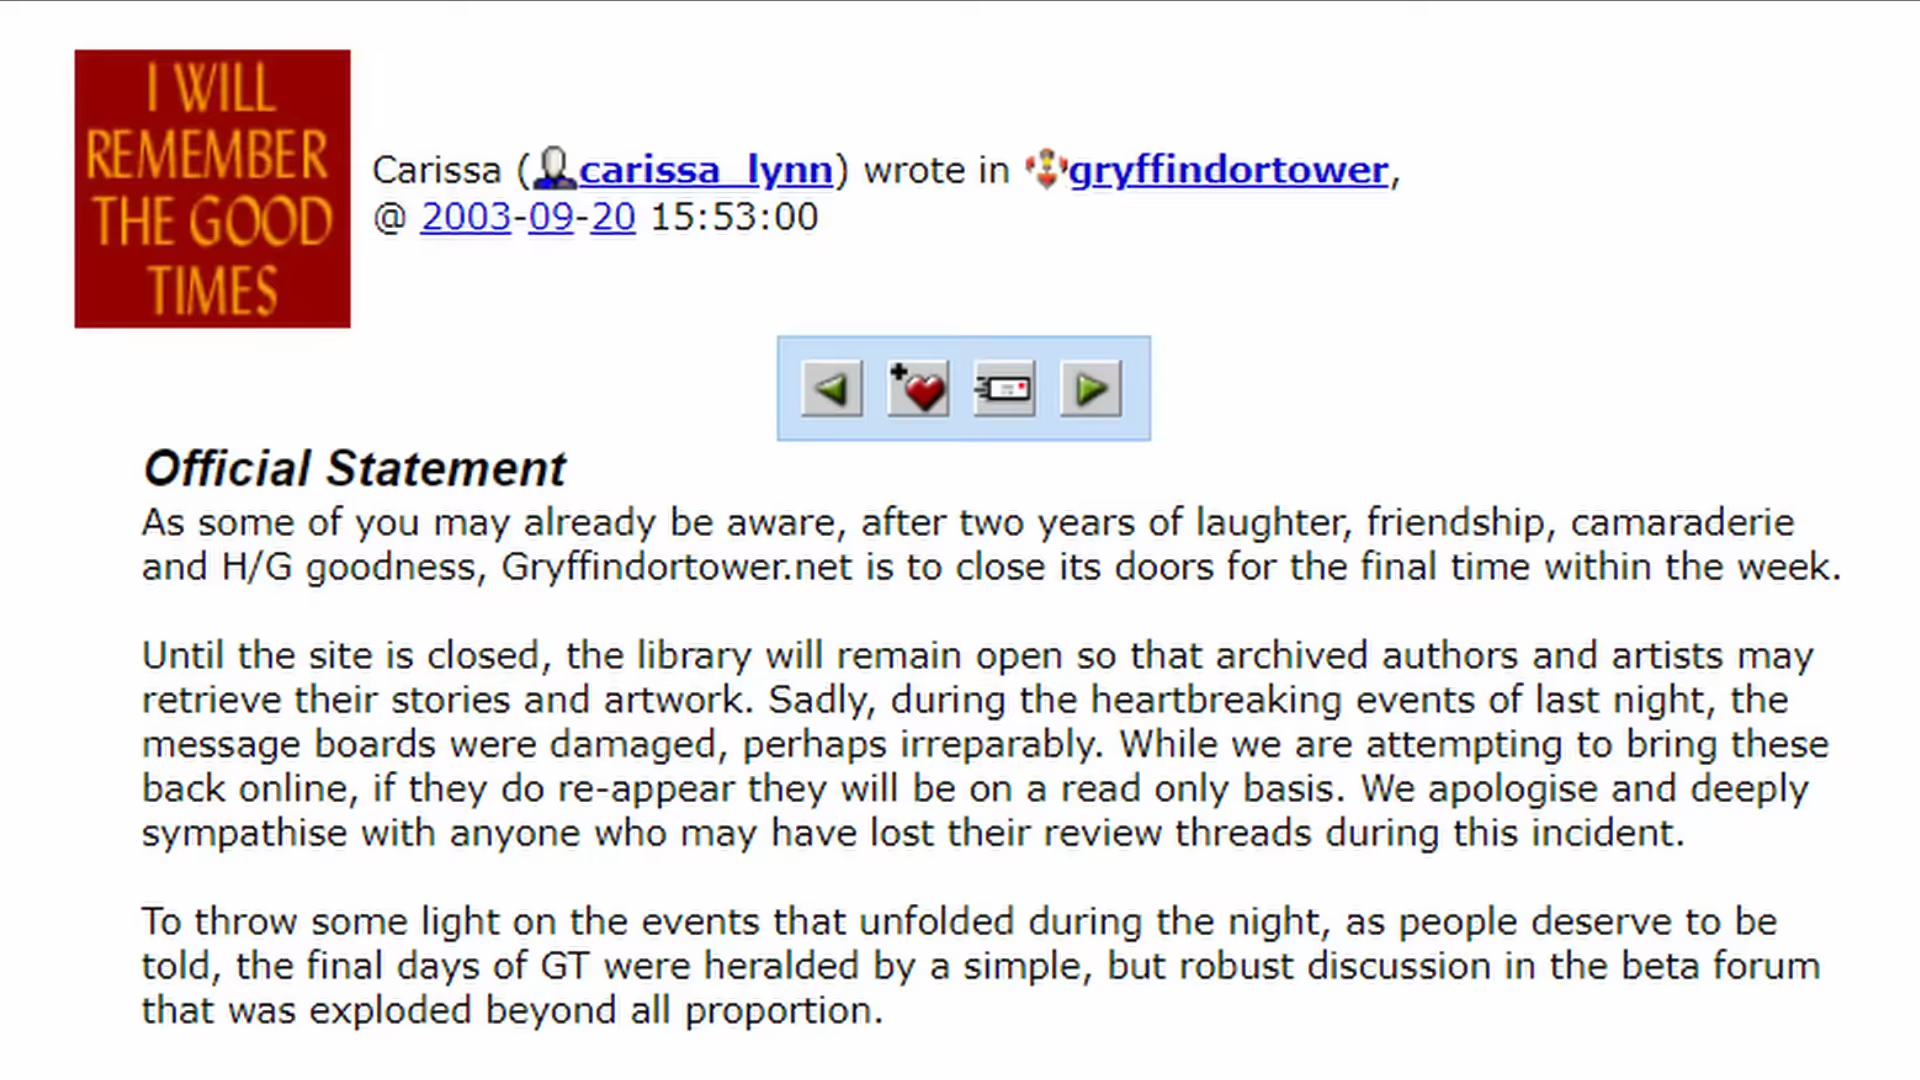 I WILL
REMEMBER
THE GOOD
TIMES
Carissa (carissa_lynn) wrote in gryffindortower,
@ 2003-09-20 15:53:00
Official Statement
As some of you may already be aware, after two years of laughter, friendship, camaraderie
and H/G goodness, Gryffindortower.net is to close its doors for the final time within the week.
Until the site is closed, the library will remain open so that archived authors and artists may
retrieve their stories and artwork. Sadly, during the heartbreaking events of last night, the
message boards were damaged, perhaps irreparably. While we are attempting to bring these
back online, if they do re-appear they will be on a read only basis. We apologise and deeply
sympathise with anyone who may have lost their review threads during this incident.
To throw some light on the events that unfolded during the night, as people deserve to be
told, the final days of GT were heralded by a simple, but robust discussion in the beta forum
that was exploded beyond all proportion.